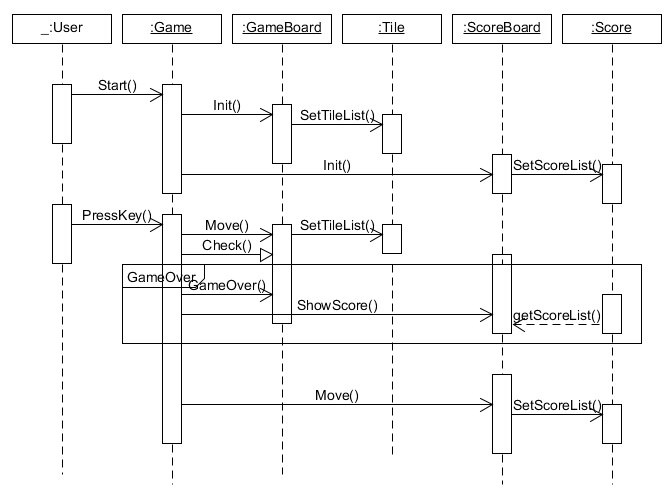 _:User
:Game
:GameBoard
:Tile
:ScoreBoard
:Score
Start()
Init()
SetTileList()
Init()
SetScoreList()
PressKey()
Move()
SetTileList()
Check()
GameOver
GameOver()
ShowScore()
getScoreList()
Move()
SetScoreList()